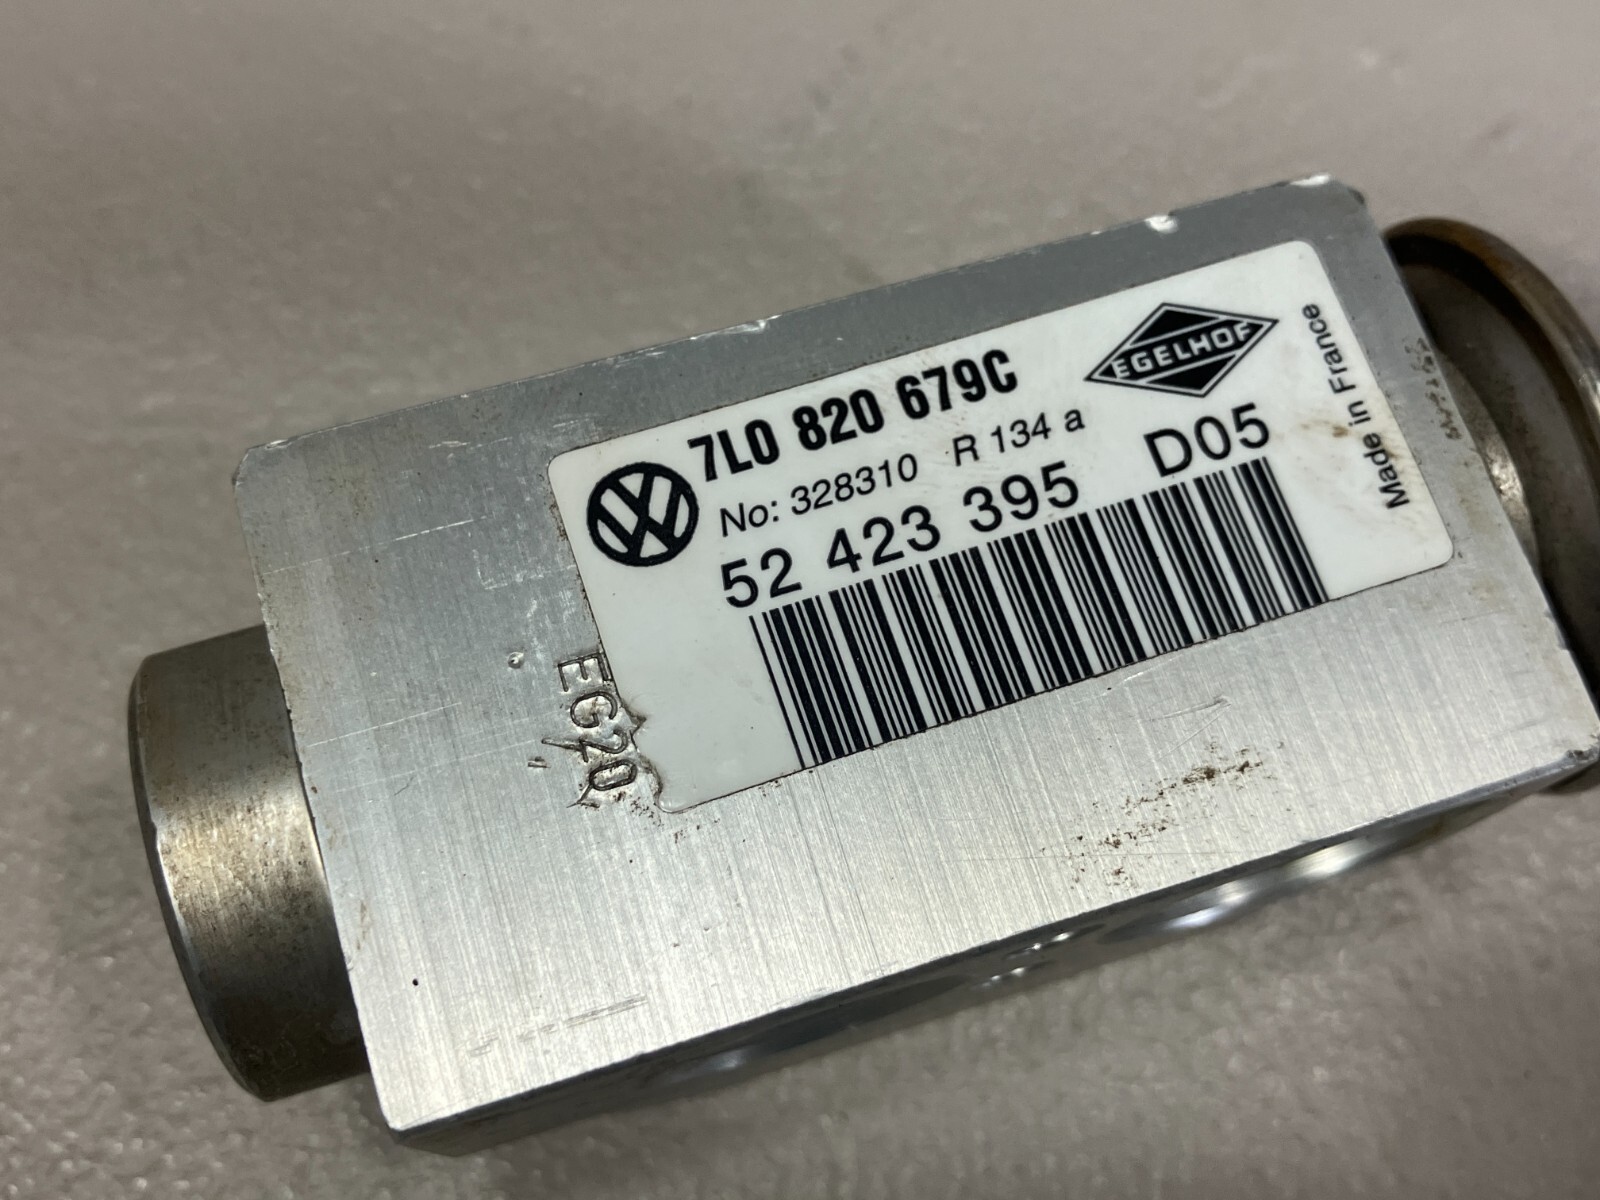 7L0 820 679C
No: 328310 R 134 a
52 423 395 D05
EGELHOF
Made in France
EG20